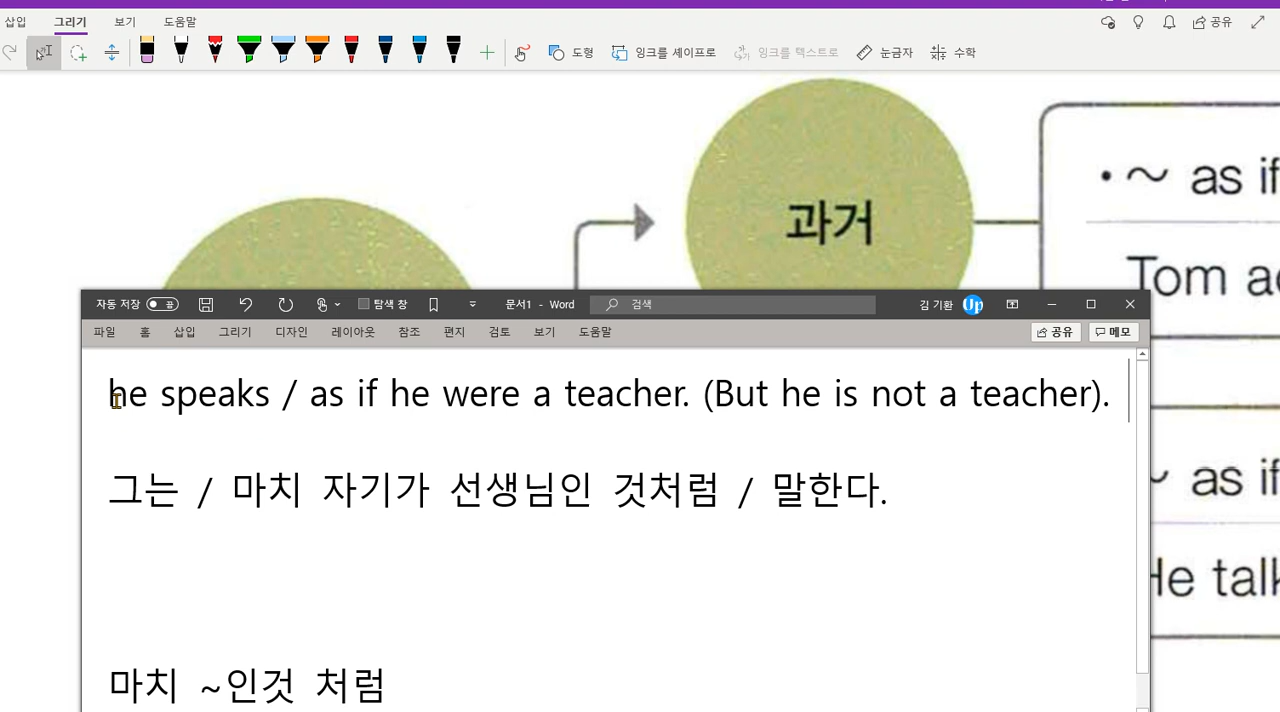 삽입 그리기 보기 도움말 공유
도형 잉크를 셰이프로 잉크를 텍스트로 눈금자 수학
과거
• ~ as if
Tom
자동 저장 끔 탐색 창 문서1 - Word 검색 김 기환 Up
파일 홈 삽입 그리기 디자인 레이아웃 참조 편지 검토 보기 도움말 공유 메모
he speaks / as if he were a teacher. (But he is not a teacher).
~ as if
그는 / 마치 자기가 선생님인 것처럼 / 말한다.
He talk
마치 ~인것 처럼